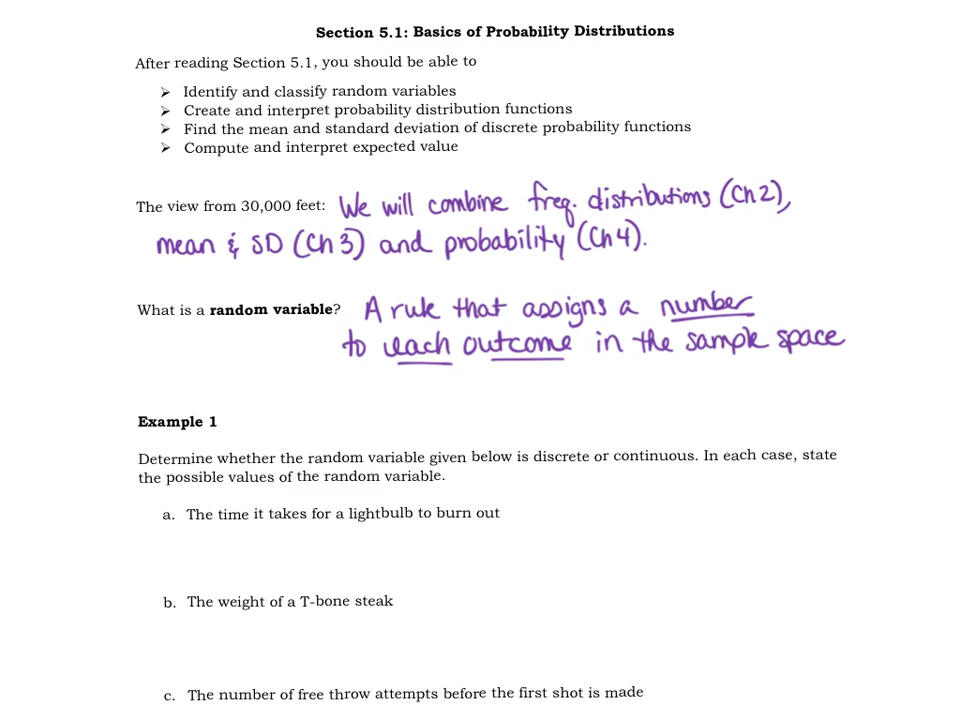 Section 5.1: Basics of Probability Distributions
After reading Section 5.1, you should be able to
➢ Identify and classify random variables
➢ Create and interpret probability distribution functions
➢ Find the mean and standard deviation of discrete probability functions
➢ Compute and interpret expected value
The view from 30,000 feet: We will combine freq. distributions (Ch 2),
mean & SD (Ch 3) and probability (Ch 4).
What is a random variable? A rule that assigns a number
to each outcome in the sample space
Example 1
Determine whether the random variable given below is discrete or continuous. In each case, state
the possible values of the random variable.
a. The time it takes for a lightbulb to burn out
b. The weight of a T-bone steak
c. The number of free throw attempts before the first shot is made